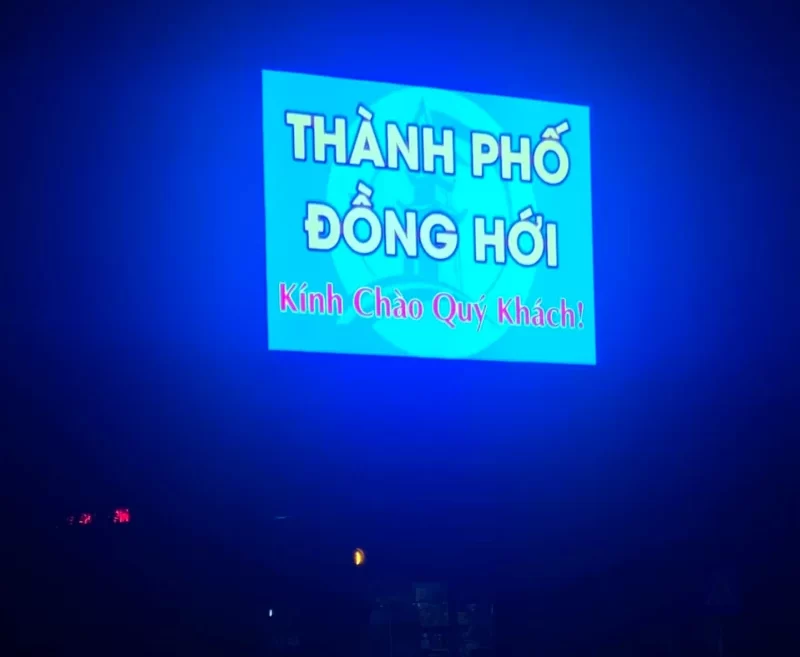 THÀNH PHỐ
ĐỒNG HỚI
Kính Chào Quý Khách!